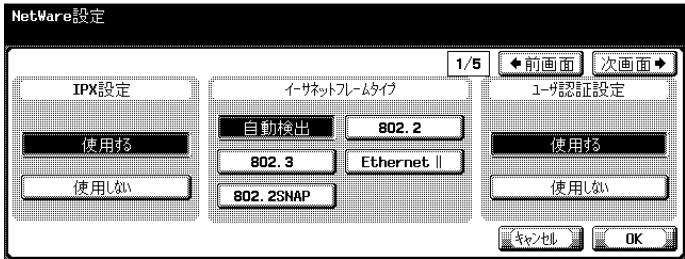 NetWare設定
1/5 ←前画面 次画面→
IPX設定 イーサネットフレームタイプ ユーザ認証設定
自動検出 802.2
使用する 使用する
802.3 Ethernet Ⅱ
使用しない 使用しない
802.2SNAP
キャンセル OK